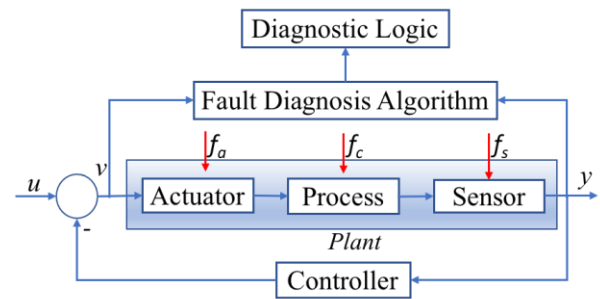 Diagnostic Logic
Fault Diagnosis Algorithm
fa fc fs
u v y
Actuator Process Sensor
-
Plant
Controller